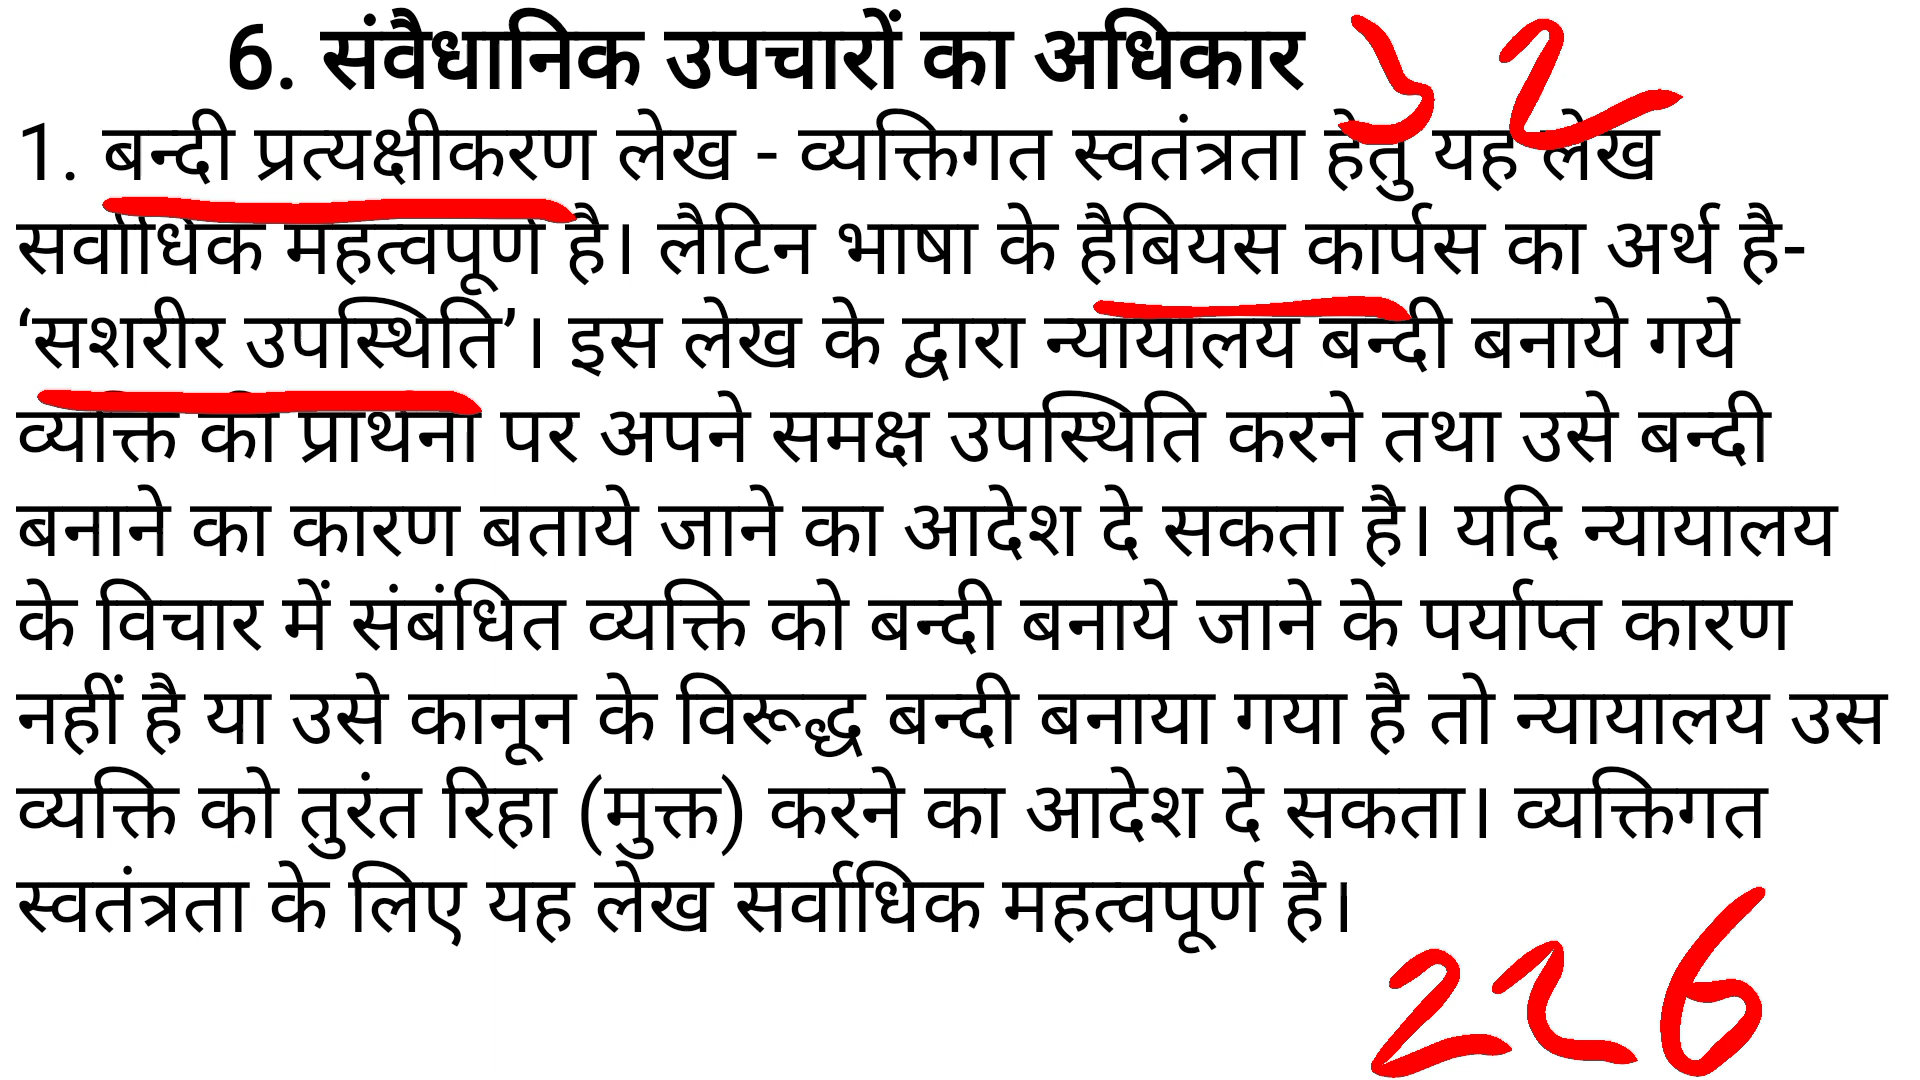 6. संवैधानिक उपचारों का अधिकार 32
1. बन्दी प्रत्यक्षीकरण लेख - व्यक्तिगत स्वतंत्रता हेतु यह लेख
सर्वाधिक महत्वपूर्ण है। लैटिन भाषा के हैबियस कार्पस का अर्थ है-
‘सशरीर उपस्थिति’। इस लेख के द्वारा न्यायालय बन्दी बनाये गये
व्यक्ति की प्रार्थना पर अपने समक्ष उपस्थिति करने तथा उसे बन्दी
बनाने का कारण बताये जाने का आदेश दे सकता है। यदि न्यायालय
के विचार में संबंधित व्यक्ति को बन्दी बनाये जाने के पर्याप्त कारण
नहीं है या उसे कानून के विरूद्ध बन्दी बनाया गया है तो न्यायालय उस
व्यक्ति को तुरंत रिहा (मुक्त) करने का आदेश दे सकता। व्यक्तिगत
स्वतंत्रता के लिए यह लेख सर्वाधिक महत्वपूर्ण है।
226